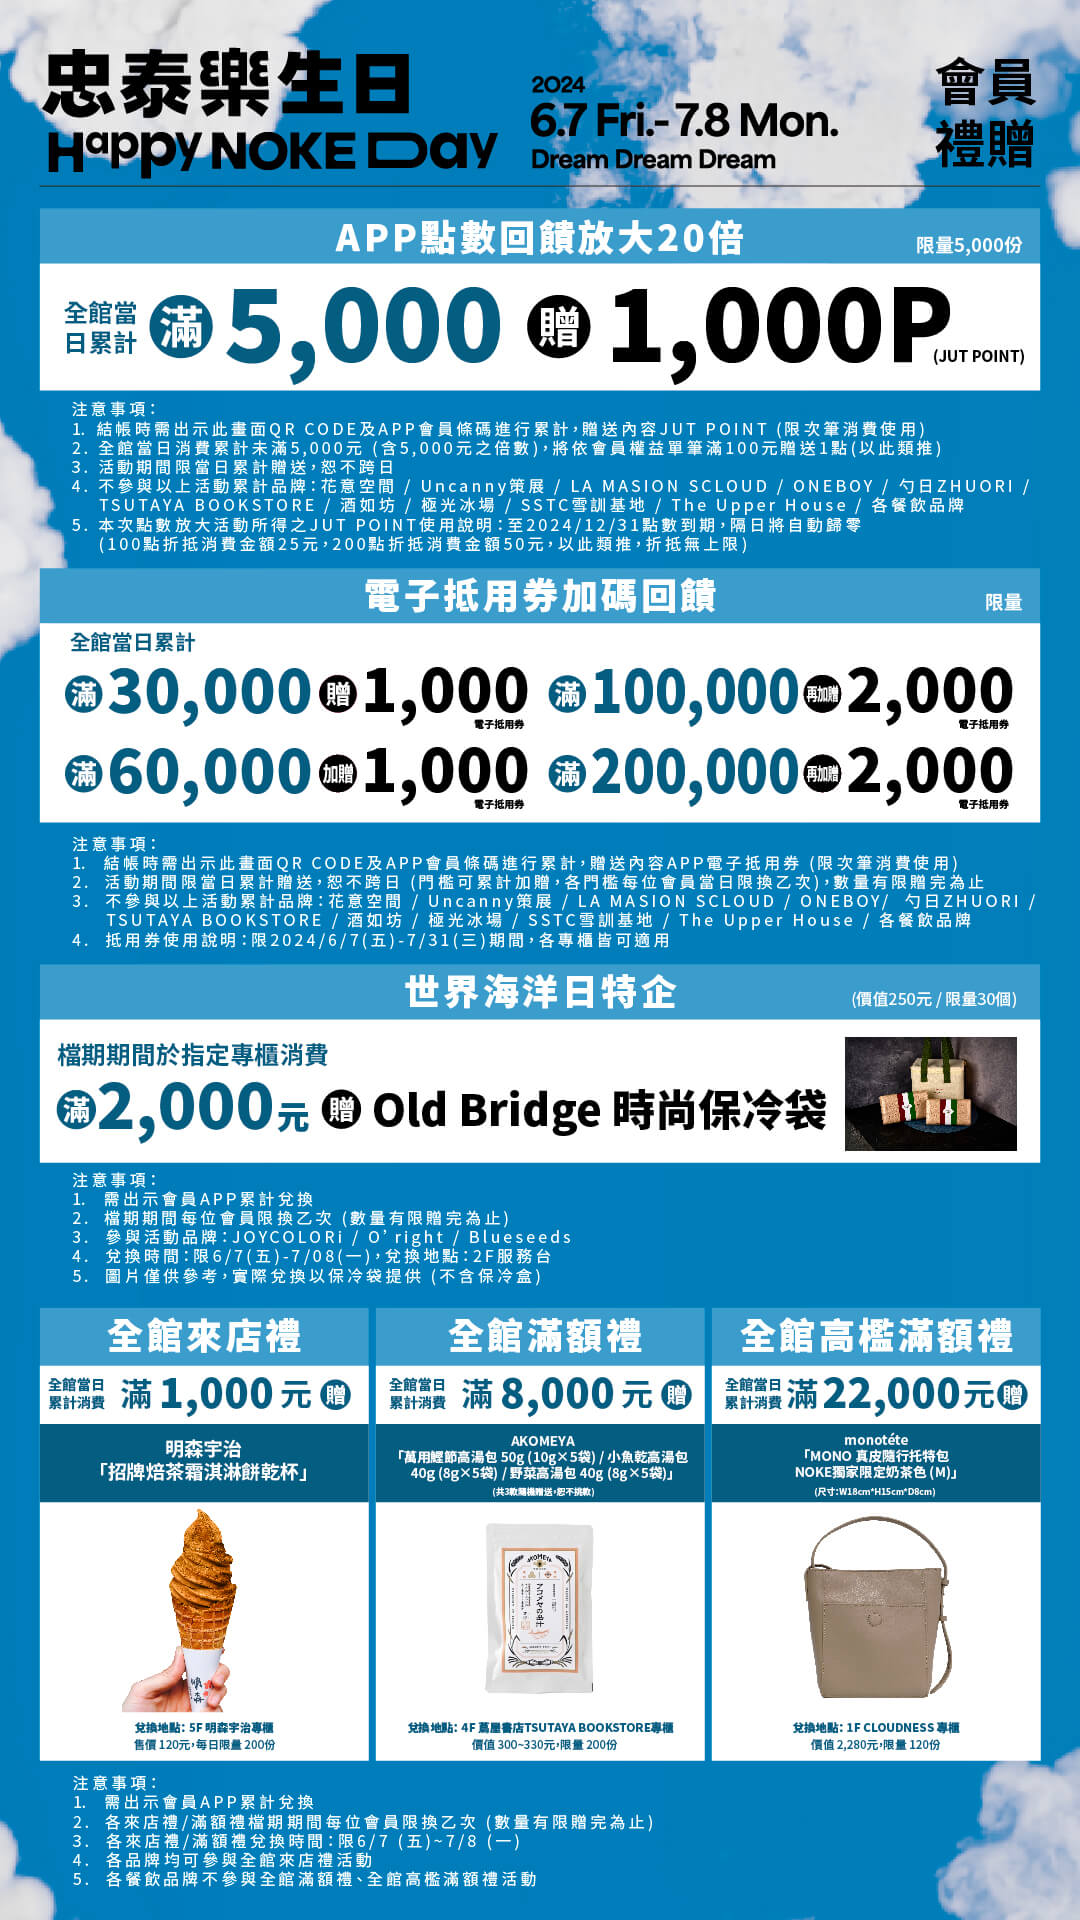 忠泰樂生日
Happy NOKE Day
2024
6.7 Fri.- 7.8 Mon.
Dream Dream Dream
會員
禮贈
APP點數回饋放大20倍
限量5,000份
全館當
日累計
滿 5,000 贈 1,000P
(JUT POINT)
注意事項：
1. 結帳時需出示此畫面QR CODE及APP會員條碼進行累計，贈送內容JUT POINT (限次筆消費使用)
2. 全館當日消費累計未滿5,000元 (含5,000元之倍數)，將依會員權益單筆滿100元贈送1點(以此類推)
3. 活動期間限當日累計贈送，恕不跨日
4. 不參與以上活動累計品牌：花意空間 / Uncanny策展 / LA MASION SCLOUD / ONEBOY / 勺日ZHUORI /
TSUTAYA BOOKSTORE / 酒如坊 / 極光冰場 / SSTC雪訓基地 / The Upper House / 各餐飲品牌
5. 本次點數放大活動所得之JUT POINT使用說明：至2024/12/31點數到期，隔日將自動歸零
(100點折抵消費金額25元，200點折抵消費金額50元，以此類推，折抵無上限)
電子抵用券加碼回饋
限量
全館當日累計
滿 30,000 贈 1,000 電子抵用券
滿 100,000 再加贈 2,000 電子抵用券
滿 60,000 加贈 1,000 電子抵用券
滿 200,000 再加贈 2,000 電子抵用券
注意事項：
1. 結帳時需出示此畫面QR CODE及APP會員條碼進行累計，贈送內容APP電子抵用券 (限次筆消費使用)
2. 活動期間限當日累計贈送，恕不跨日 (門檻可累計加贈，各門檻每位會員當日限換乙次)，數量有限贈完為止
3. 不參與以上活動累計品牌：花意空間 / Uncanny策展 / LA MASION SCLOUD / ONEBOY/ 勺日ZHUORI /
TSUTAYA BOOKSTORE / 酒如坊 / 極光冰場 / SSTC雪訓基地 / The Upper House / 各餐飲品牌
4. 抵用券使用說明：限2024/6/7(五)-7/31(三)期間，各專櫃皆可適用
世界海洋日特企
(價值250元 / 限量30個)
檔期期間於指定專櫃消費
滿2,000元 贈 Old Bridge 時尚保冷袋
注意事項：
1. 需出示會員APP累計兌換
2. 檔期期間每位會員限換乙次 (數量有限贈完為止)
3. 參與活動品牌：JOYCOLORi / O’right / Blueseeds
4. 兌換時間：限6/7(五)-7/08(一)，兌換地點：2F服務台
5. 圖片僅供參考，實際兌換以保冷袋提供 (不含保冷盒)
全館來店禮
全館當日
累計消費
滿 1,000 元 贈
明森宇治
「招牌焙茶霜淇淋餅乾杯」
明森
兌換地點：5F 明森宇治專櫃
售價 120元，每日限量 200份
全館滿額禮
全館當日
累計消費
滿 8,000 元 贈
AKOMEYA
「萬用鰹節高湯包 50g (10g×5袋) / 小魚乾高湯包
40g (8g×5袋) / 野菜高湯包 40g (8g×5袋)」
(共3款隨機贈送，恕不挑款)
AKOMEYA
アコメヤの出汁
兌換地點：4F 蔦屋書店TSUTAYA BOOKSTORE專櫃
價值 300~330元，限量 200份
全館高檻滿額禮
全館當日
累計消費
滿 22,000元 贈
monotéte
「MONO 真皮隨行托特包
NOKE獨家限定奶茶色 (M)」
(尺寸：W18cm*H15cm*D8cm)
兌換地點：1F CLOUDNESS 專櫃
價值 2,280元，限量 120份
注意事項：
1. 需出示會員APP累計兌換
2. 各來店禮/滿額禮檔期期間每位會員限換乙次 (數量有限贈完為止)
3. 各來店禮/滿額禮兌換時間：限6/7 (五)~7/8 (一)
4. 各品牌均可參與全館來店禮活動
5. 各餐飲品牌不參與全館滿額禮、全館高檻滿額禮活動